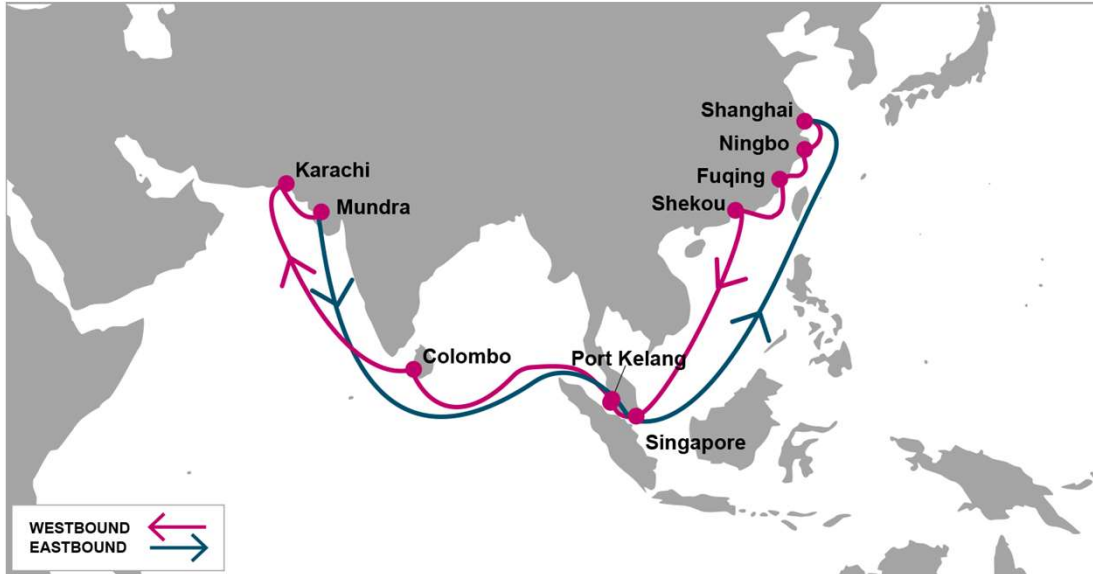 Shanghai
Ningbo
Karachi
Fuqing
Mundra
Shekou
Colombo
Port Kelang
Singapore
WESTBOUND
EASTBOUND